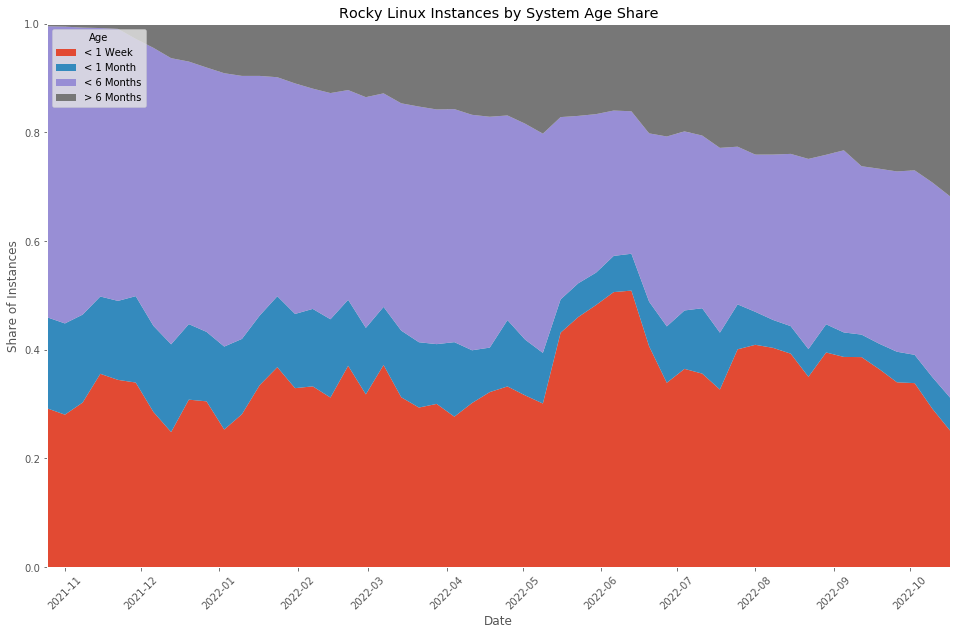 Rocky Linux Instances by System Age Share
Share of Instances
1.0
0.8
0.6
0.4
0.2
0.0
Age
< 1 Week
< 1 Month
< 6 Months
> 6 Months
2021-11
2021-12
2022-01
2022-02
2022-03
2022-04
2022-05
2022-06
2022-07
2022-08
2022-09
2022-10
Date